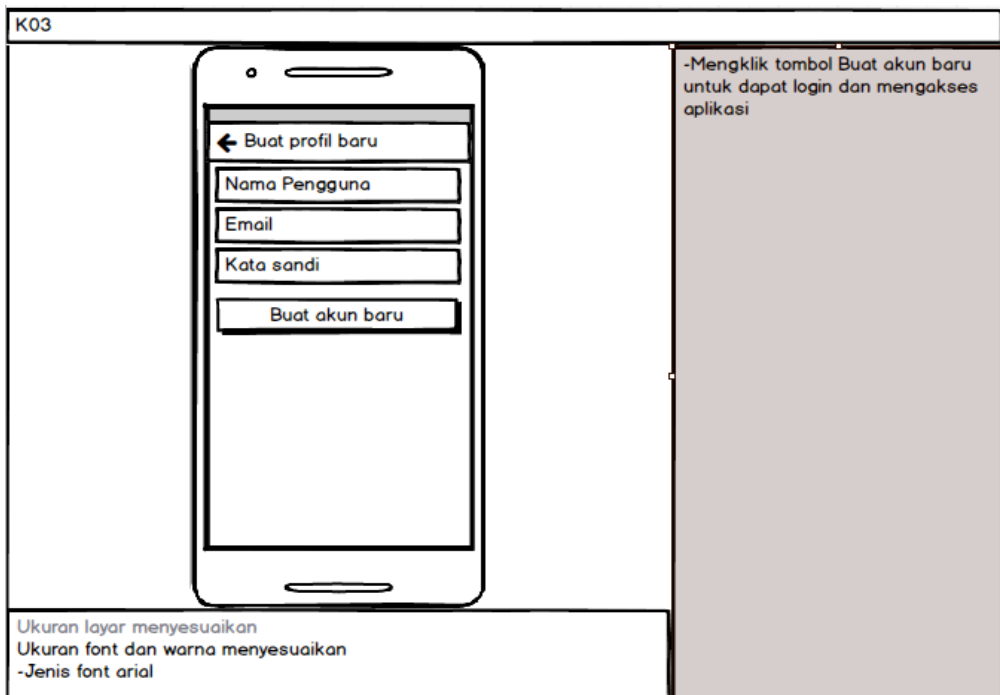 K03
Buat profil baru
Nama Pengguna
Email
Kata sandi
Buat akun baru
-Mengklik tombol Buat akun baru
untuk dapat login dan mengakses
aplikasi
Ukuran layar menyesuaikan
Ukuran font dan warna menyesuaikan
-Jenis font arial